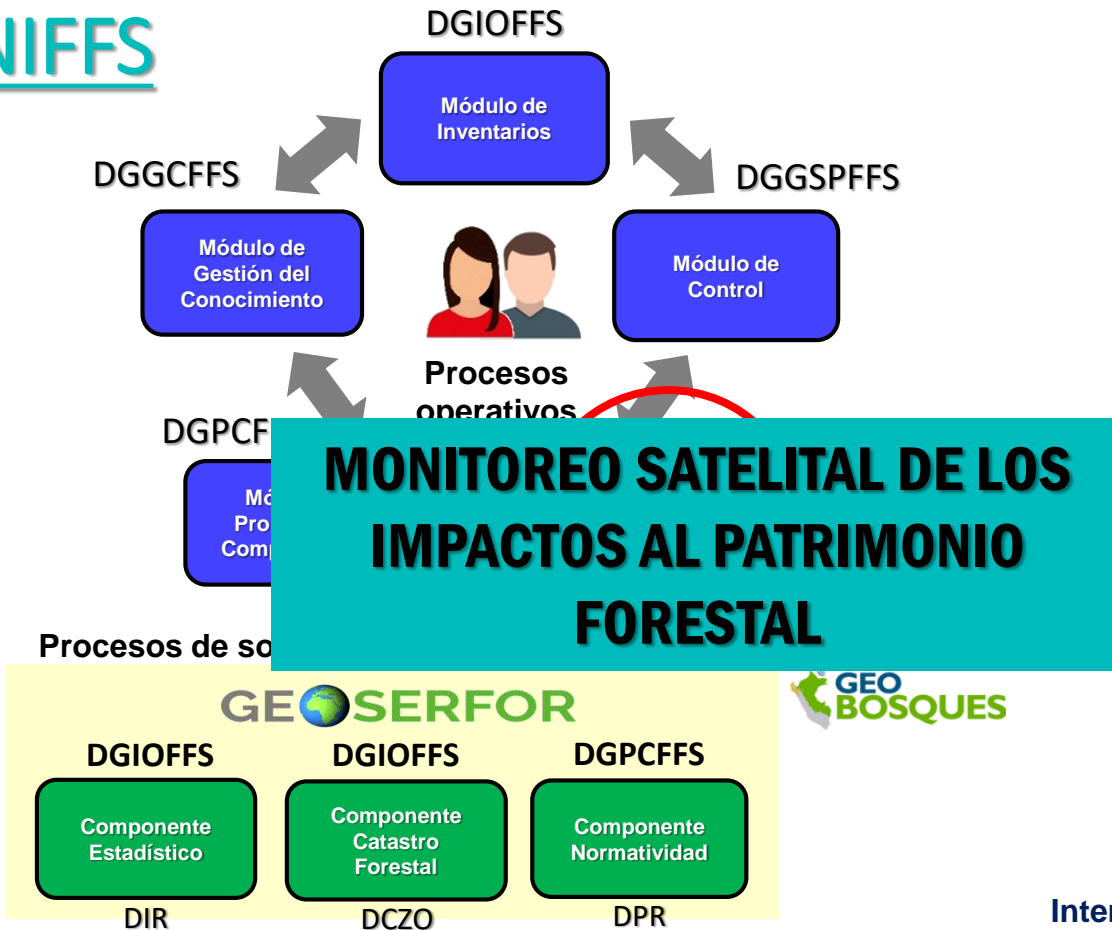 NIFFS
DGIOFFS
Módulo de
Inventarios
DGGCFFS
DGGSPFFS
Módulo de
Gestión del
Conocimiento
Módulo de
Control
Procesos
operativos
DGPCF
MONITOREO SATELITAL DE LOS
IMPACTOS AL PATRIMONIO
FORESTAL
Procesos de so
GEOSERFOR
GEO
BOSQUES
DGIOFFS
DGIOFFS
DGPCFFS
Componente
Estadístico
Componente
Catastro
Forestal
Componente
Normatividad
DIR
DCZO
DPR